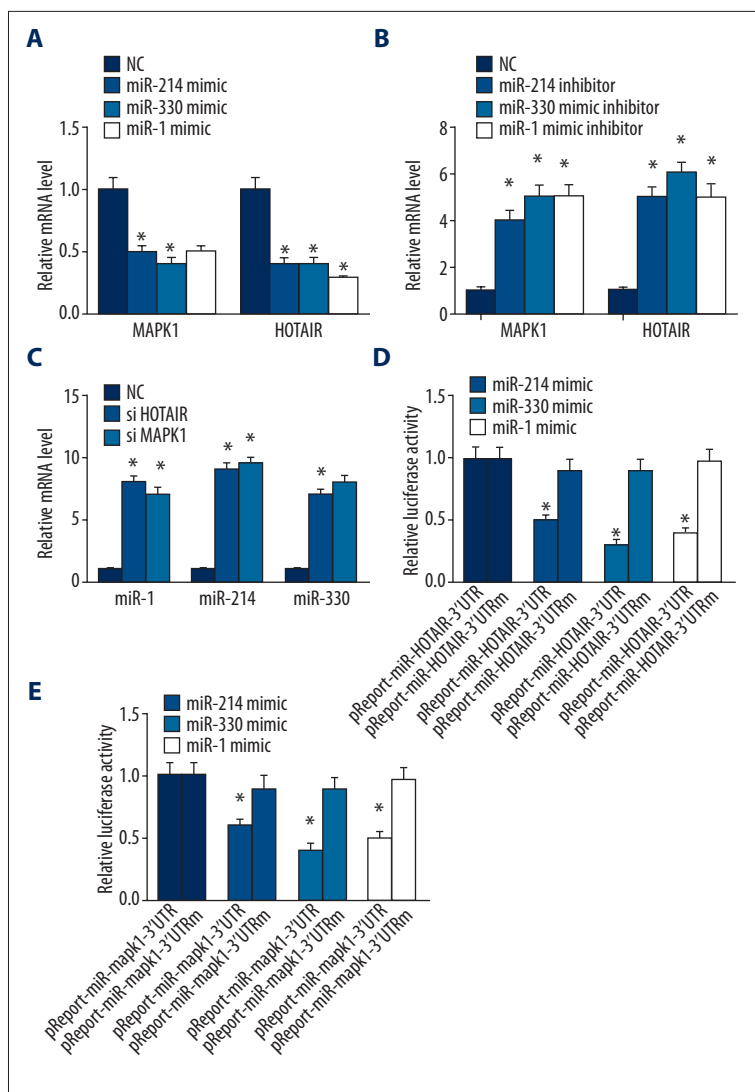 A
NC
miR-214 mimic
miR-330 mimic
miR-1 mimic
Relative mRNA level
1.5
1.0
0.5
0.0
*
*
*
*
*
MAPK1
HOTAIR
B
NC
miR-214 inhibitor
miR-330 mimic inhibitor
miR-1 mimic inhibitor
Relative mRNA level
8
6
4
2
0
*
*
*
*
*
*
MAPK1
HOTAIR
C
NC
si HOTAIR
si MAPK1
Relative mRNA level
15
10
5
0
*
*
*
*
*
miR-1
miR-214
miR-330
D
miR-214 mimic
miR-330 mimic
miR-1 mimic
Relative luciferase activity
1.5
1.0
0.5
0.0
*
*
*
pReport-miR-HOTAIR-3'UTR
pReport-miR-HOTAIR-3'UTRm
pReport-miR-HOTAIR-3'UTR
pReport-miR-HOTAIR-3'UTRm
pReport-miR-HOTAIR-3'UTR
pReport-miR-HOTAIR-3'UTRm
pReport-miR-HOTAIR-3'UTR
pReport-miR-HOTAIR-3'UTRm
E
miR-214 mimic
miR-330 mimic
miR-1 mimic
Relative luciferase activity
1.5
1.0
0.5
0.0
*
*
*
pReport-miR-mapk1-3'UTR
pReport-miR-mapk1-3'UTRm
pReport-miR-mapk1-3'UTR
pReport-miR-mapk1-3'UTRm
pReport-miR-mapk1-3'UTR
pReport-miR-mapk1-3'UTRm
pReport-miR-mapk1-3'UTR
pReport-miR-mapk1-3'UTRm